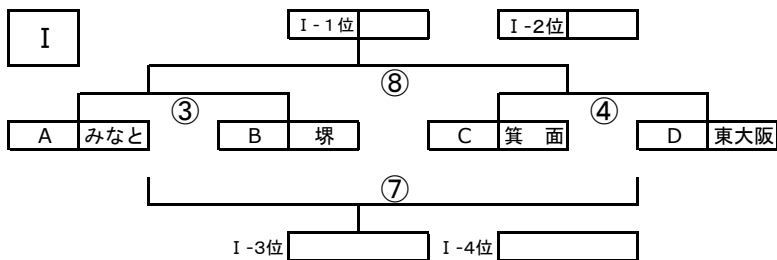 I
I-1位
I-2位
⑧
③
④
A みなと
B 堺
C 箕 面
D 東大阪
⑦
I-3位
I-4位